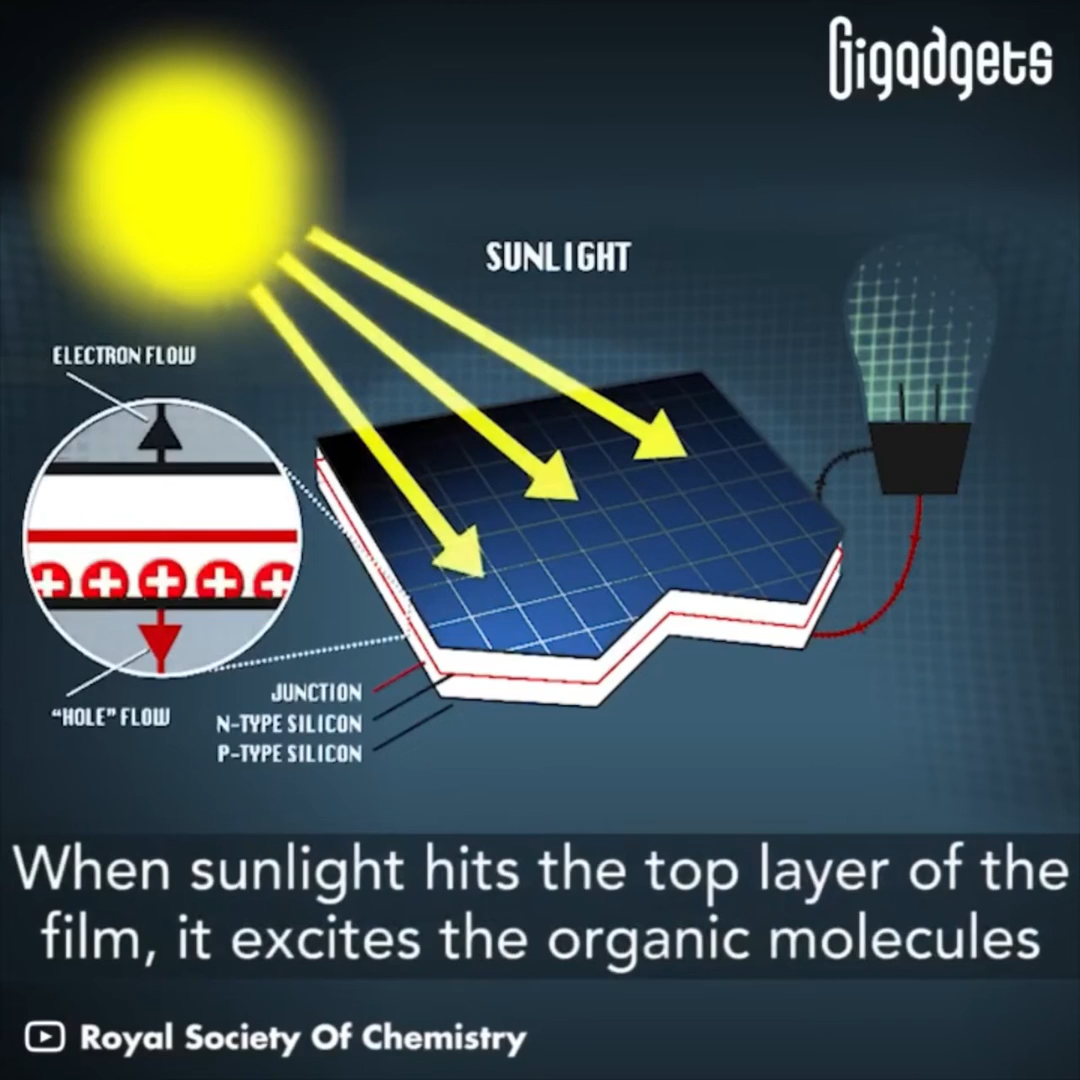 Gigadgets
SUNLIGHT
ELECTRON FLOW
"HOLE" FLOW
JUNCTION
N-TYPE SILICON
P-TYPE SILICON
When sunlight hits the top layer of the
film, it excites the organic molecules
Royal Society Of Chemistry